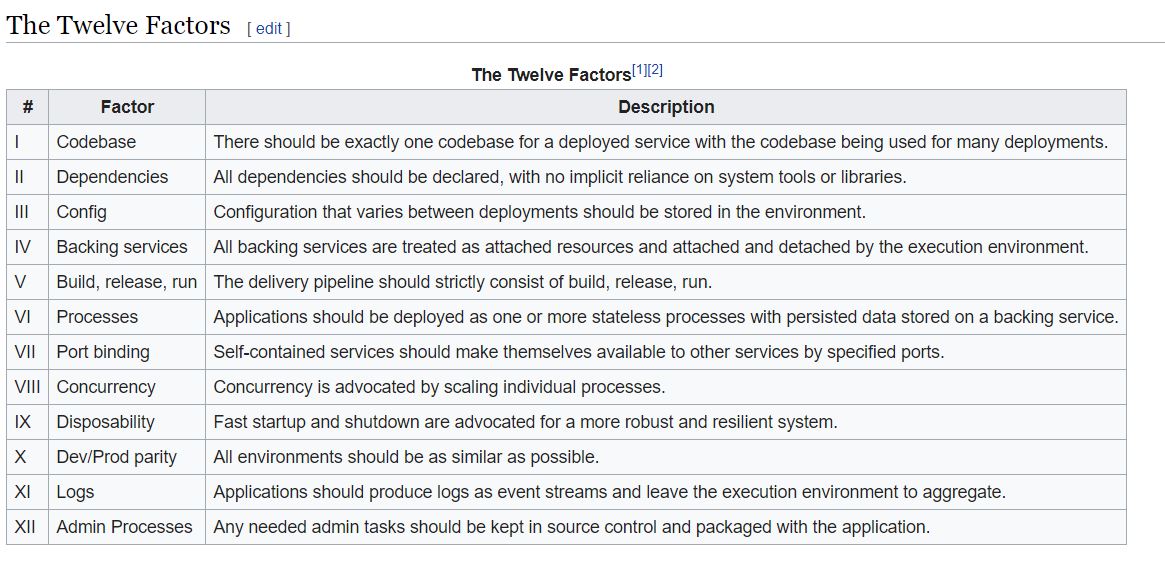 The Twelve Factors [ edit ]
The Twelve Factors[1][2]
# Factor Description
I Codebase There should be exactly one codebase for a deployed service with the codebase being used for many deployments.
II Dependencies All dependencies should be declared, with no implicit reliance on system tools or libraries.
III Config Configuration that varies between deployments should be stored in the environment.
IV Backing services All backing services are treated as attached resources and attached and detached by the execution environment.
V Build, release, run The delivery pipeline should strictly consist of build, release, run.
VI Processes Applications should be deployed as one or more stateless processes with persisted data stored on a backing service.
VII Port binding Self-contained services should make themselves available to other services by specified ports.
VIII Concurrency Concurrency is advocated by scaling individual processes.
IX Disposability Fast startup and shutdown are advocated for a more robust and resilient system.
X Dev/Prod parity All environments should be as similar as possible.
XI Logs Applications should produce logs as event streams and leave the execution environment to aggregate.
XII Admin Processes Any needed admin tasks should be kept in source control and packaged with the application.